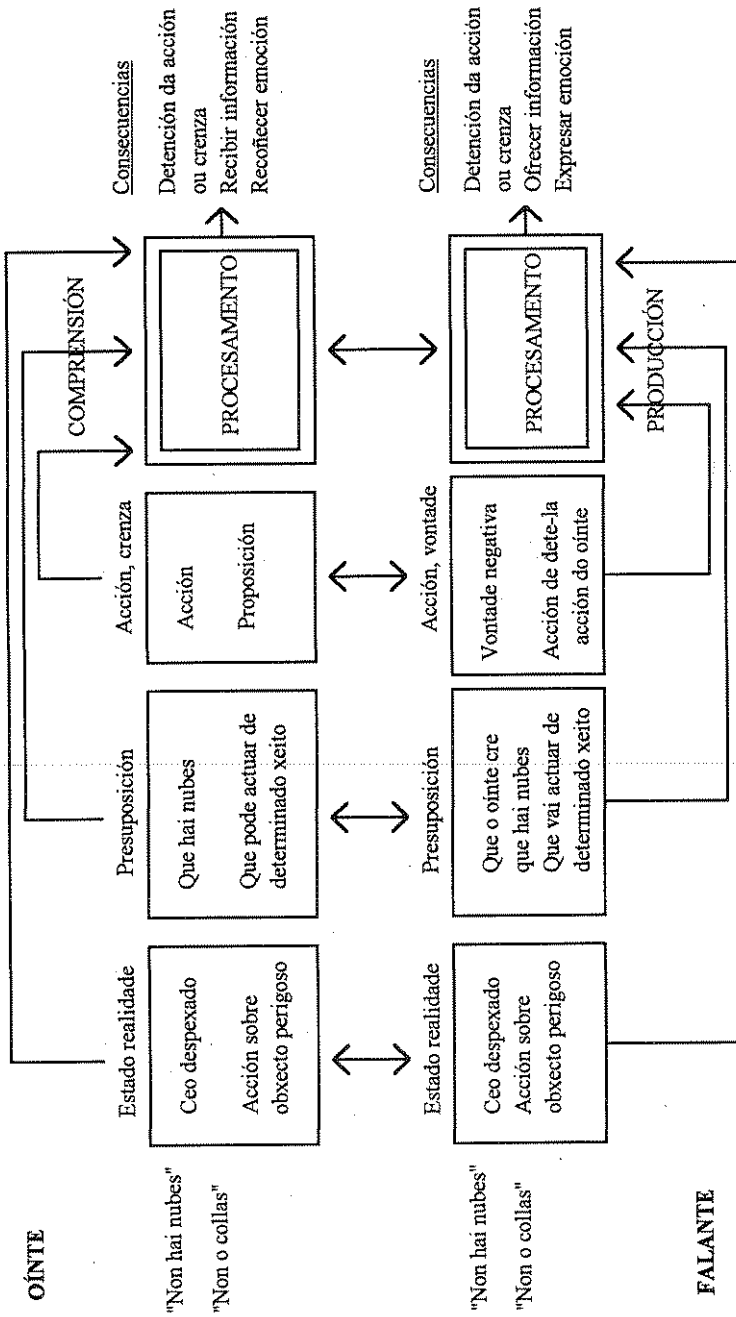 OÍNTE
COMPRENSIÓN
"Non hai nubes"
"Non o collas"
Estado realidade
Ceo despexado
Acción sobre
obxecto perigoso
Presuposición
Que hai nubes
Que pode actuar de
determinado xeito
Acción, crenza
Acción
Proposición
PROCESAMENTO
Consecuencias
Detención da acción
ou crenza
Recibir información
Recoñecer emoción
"Non hai nubes"
"Non o collas"
Estado realidade
Ceo despexado
Acción sobre
obxecto perigoso
Presuposición
Que o oínte cre
que hai nubes
Que vai actuar de
determinado xeito
Acción, vontade
Vontade negativa
Acción de dete-la
acción do oínte
PROCESAMENTO
Consecuencias
Detención da acción
ou crenza
Ofrecer información
Expresar emoción
PRODUCCIÓN
FALANTE